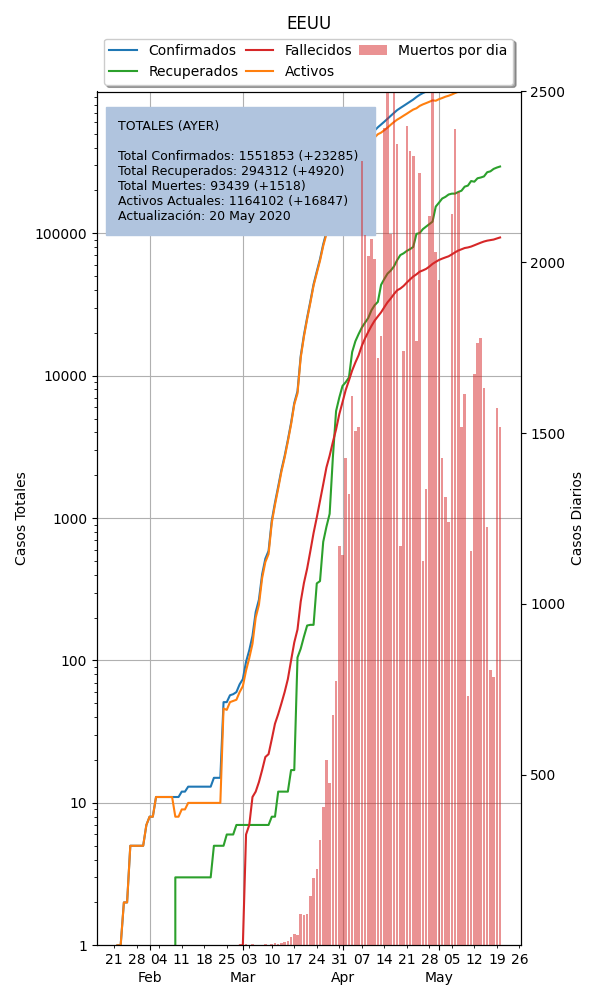 EEUU
Confirmados Fallecidos Muertos por dia
Recuperados Activos
TOTALES (AYER)
Total Confirmados: 1551853 (+23285)
Total Recuperados: 294312 (+4920)
Total Muertes: 93439 (+1518)
Activos Actuales: 1164102 (+16847)
Actualización: 20 May 2020
2500
100000
2000
10000
1500
1000
1000
100
500
10
1
Casos Totales
Casos Diarios
21 28 04 11 18 25 03 10 17 24 31 07 14 21 28 05 12 19 26
Feb Mar Apr May